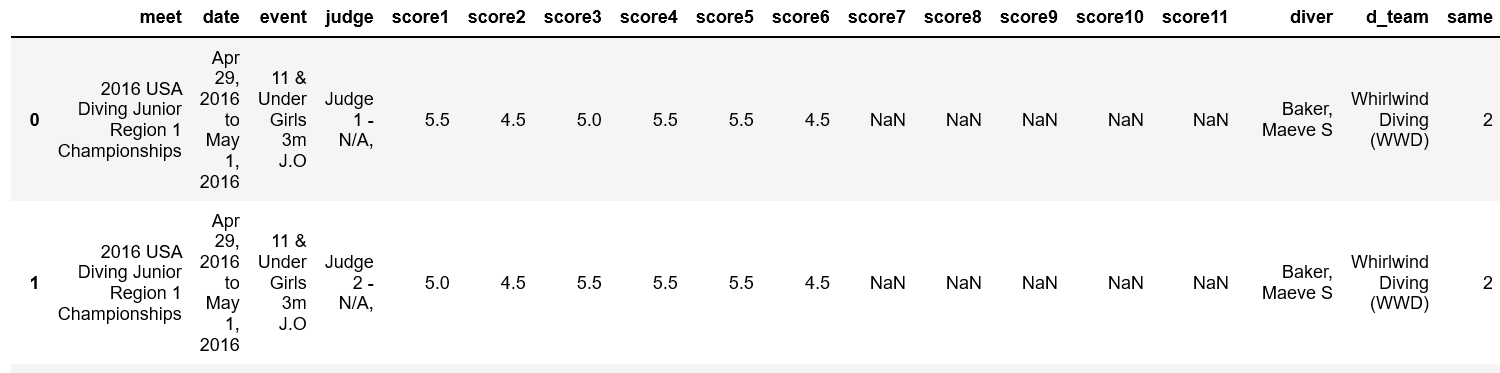 meet date event judge score1 score2 score3 score4 score5 score6 score7 score8 score9 score10 score11 diver d_team same
0
2016 USA
Diving Junior
Region 1
Championships
Apr
29,
2016
to
May
1,
2016
11 &
Under
Girls
3m
J.O
Judge
1 -
N/A,
5.5 4.5 5.0 5.5 5.5 4.5 NaN NaN NaN NaN NaN
Baker,
Maeve S
Whirlwind
Diving
(WWD)
2
1
2016 USA
Diving Junior
Region 1
Championships
Apr
29,
2016
to
May
1,
2016
11 &
Under
Girls
3m
J.O
Judge
2 -
N/A,
5.0 4.5 5.5 5.5 5.5 4.5 NaN NaN NaN NaN NaN
Baker,
Maeve S
Whirlwind
Diving
(WWD)
2